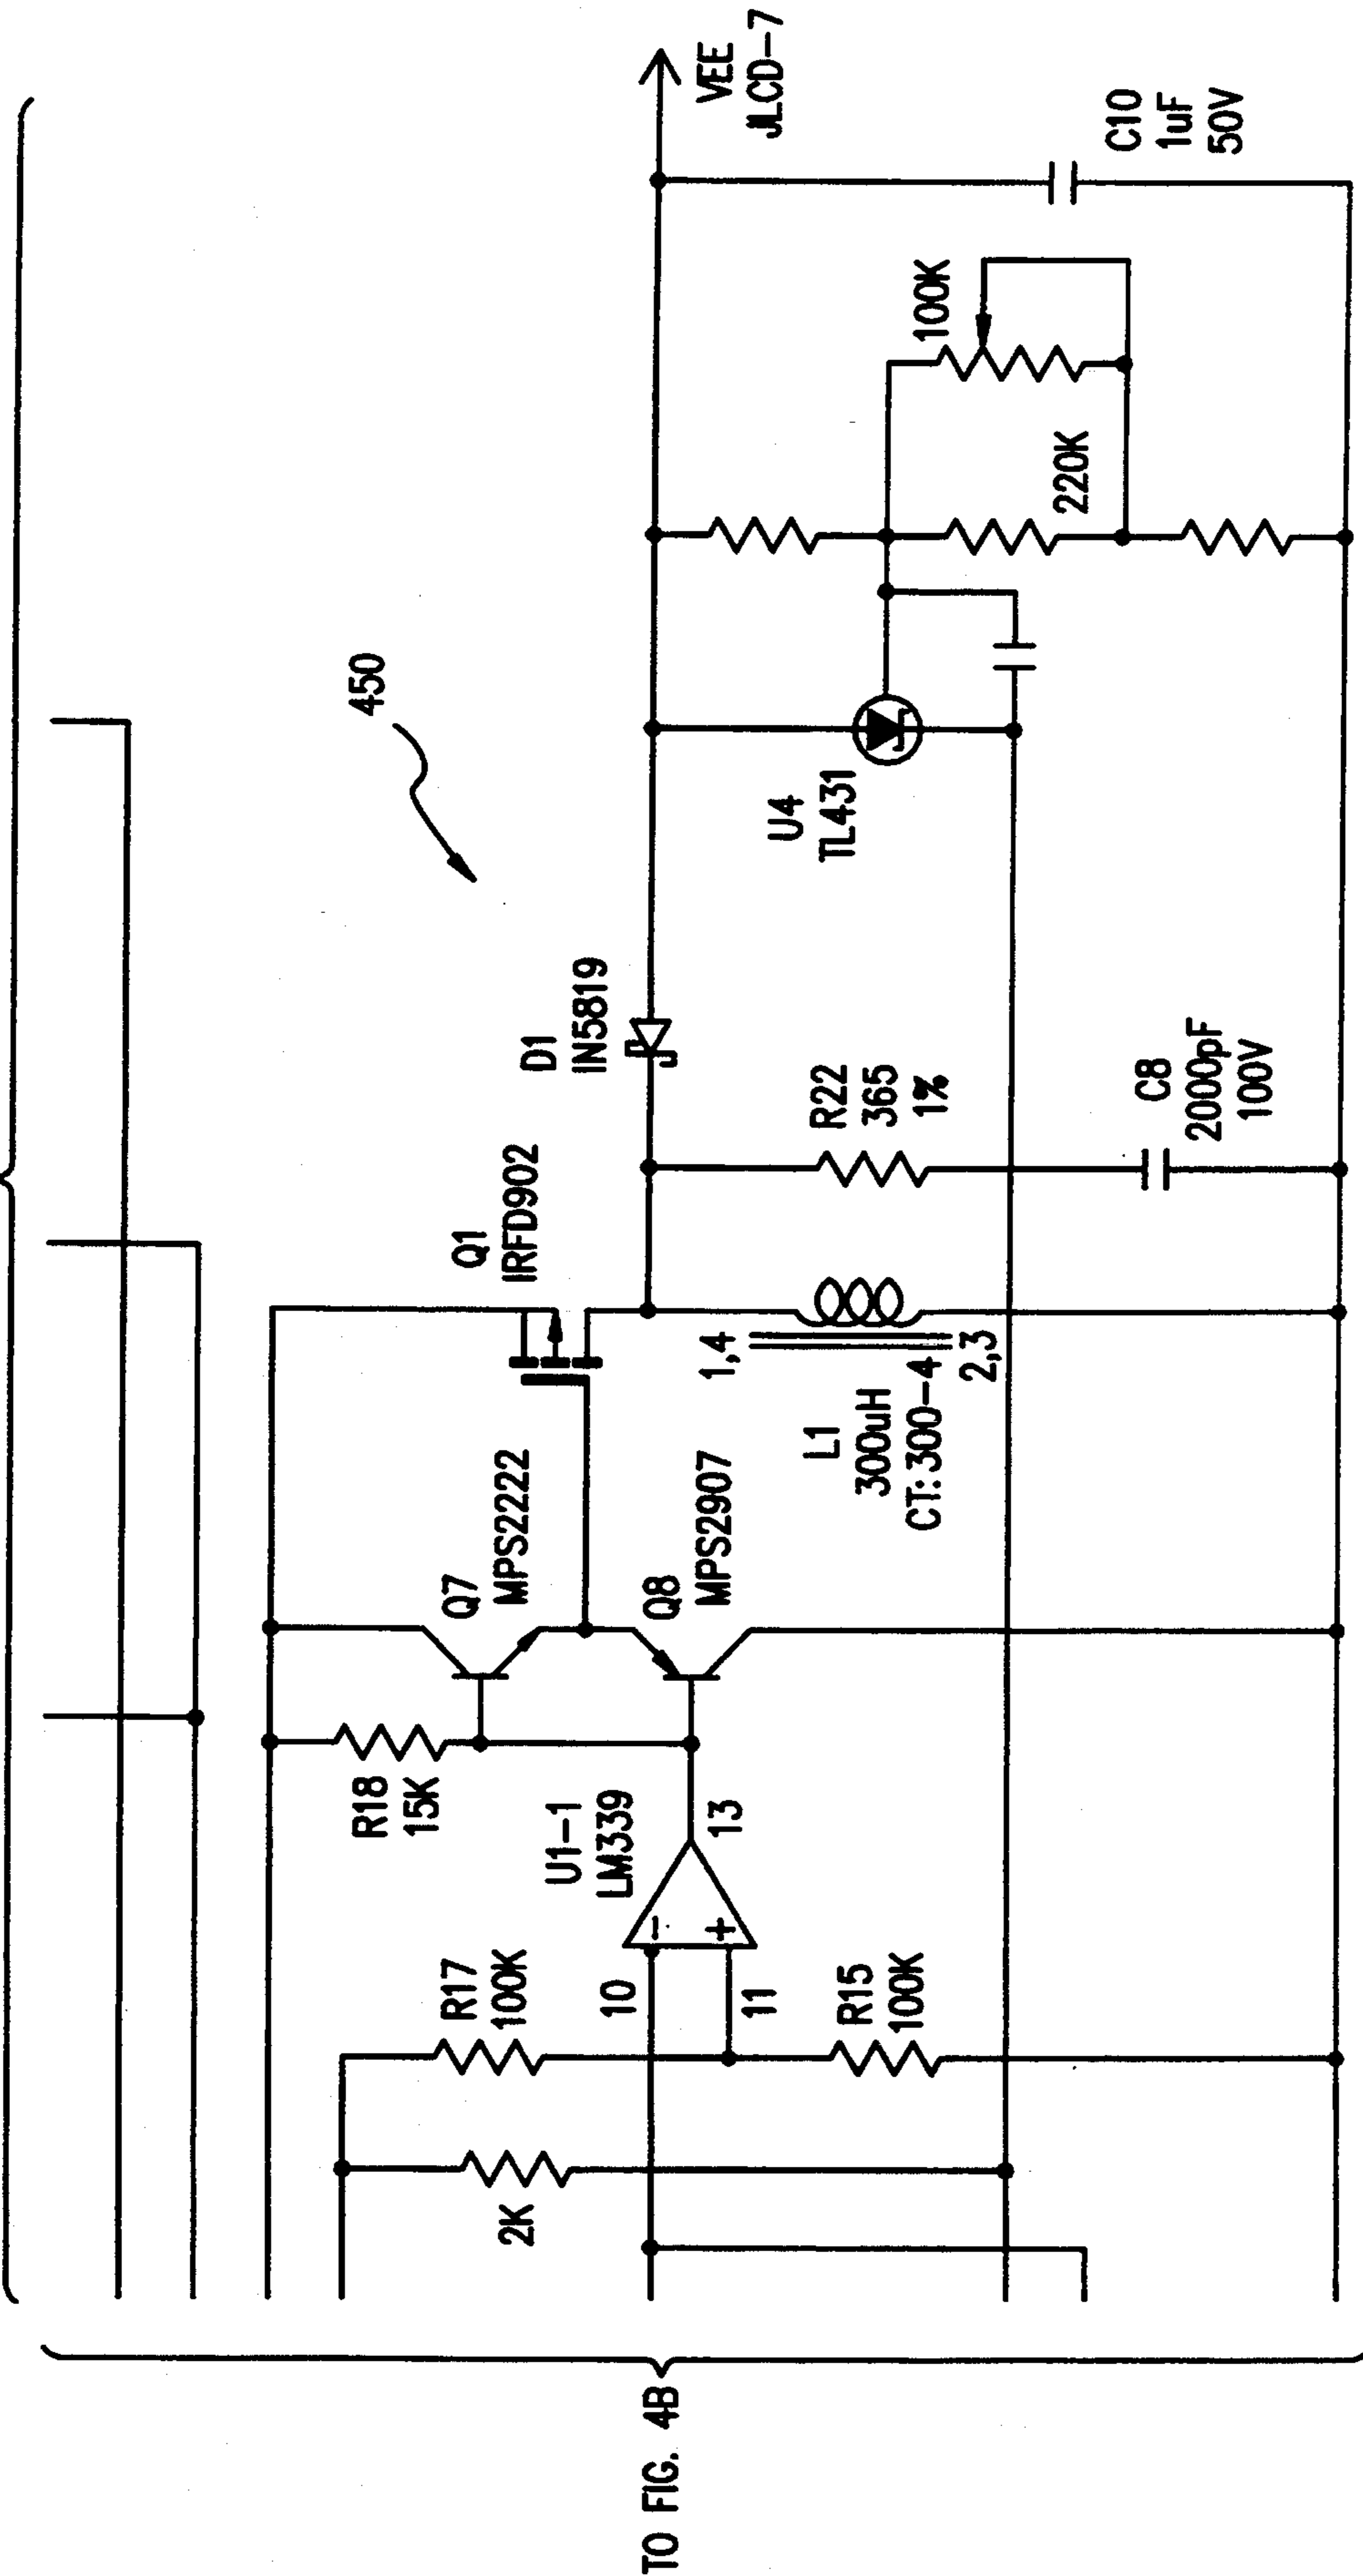 TO FIG. 4B
2K
R17
100K
10
11
R15
100K
U1-1
LM339
-
+
13
R18
15K
Q7
MPS2222
Q8
MPS2907
Q1
IRFD902
1,4
L1
300uH
CT:300-4
2,3
D1
IN5819
R22
365
1%
C8
2000pF
100V
450
U4
TL431
220K
100K
VEE
JLCD-7
C10
1uF
50V